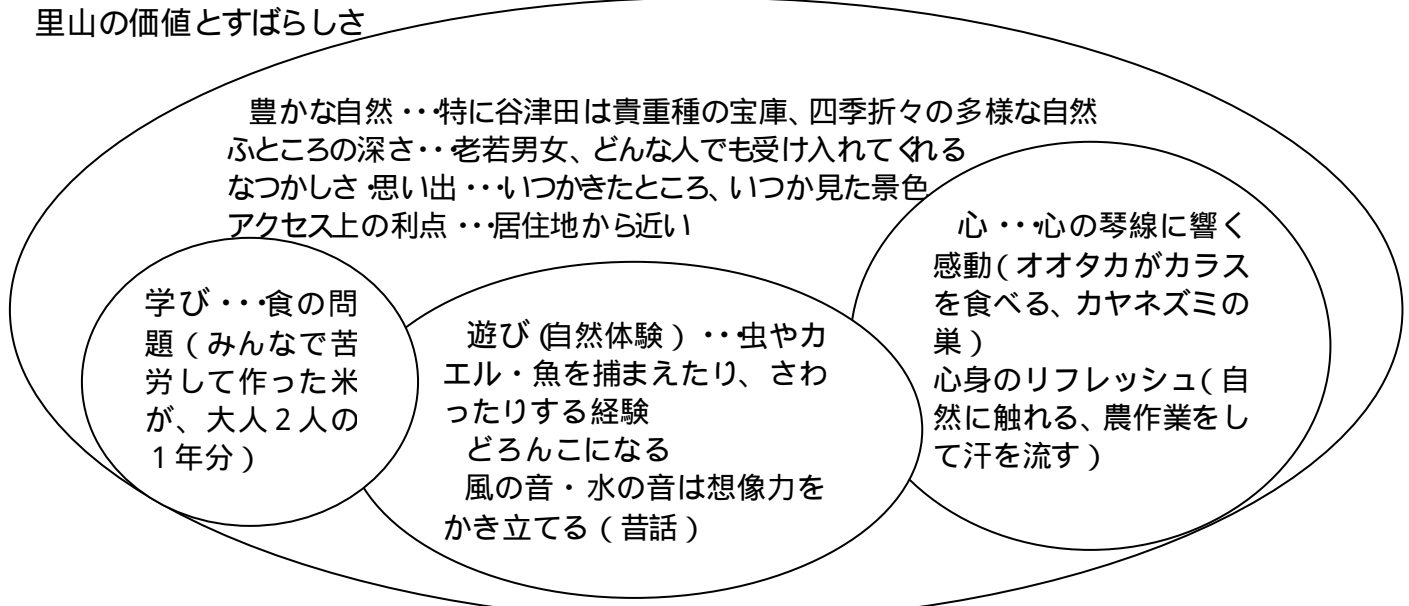 里山の価値とすばらしさ
豊かな自然・・・特に谷津田は貴重種の宝庫、四季折々の多様な自然
ふところの深さ・・・老若男女、どんな人でも受け入れてくれる
なつかしさ・思い出・・・いつかきたところ、いつか見た景色
アクセス上の利点・・・居住地から近い
学び・・・食の問
題（みんなで苦
労して作った米
が、大人2人の
1年分）
遊び（自然体験）・・・虫やカ
エル・魚を捕まえたり、さわ
ったりする経験
どろんこになる
風の音・水の音は想像力を
かき立てる（昔話）
心・・・心の琴線に響く
感動（オオタカがカラス
を食べる、カヤネズミの
巣）
心身のリフレッシュ（自
然に触れる、農作業をし
て汗を流す）